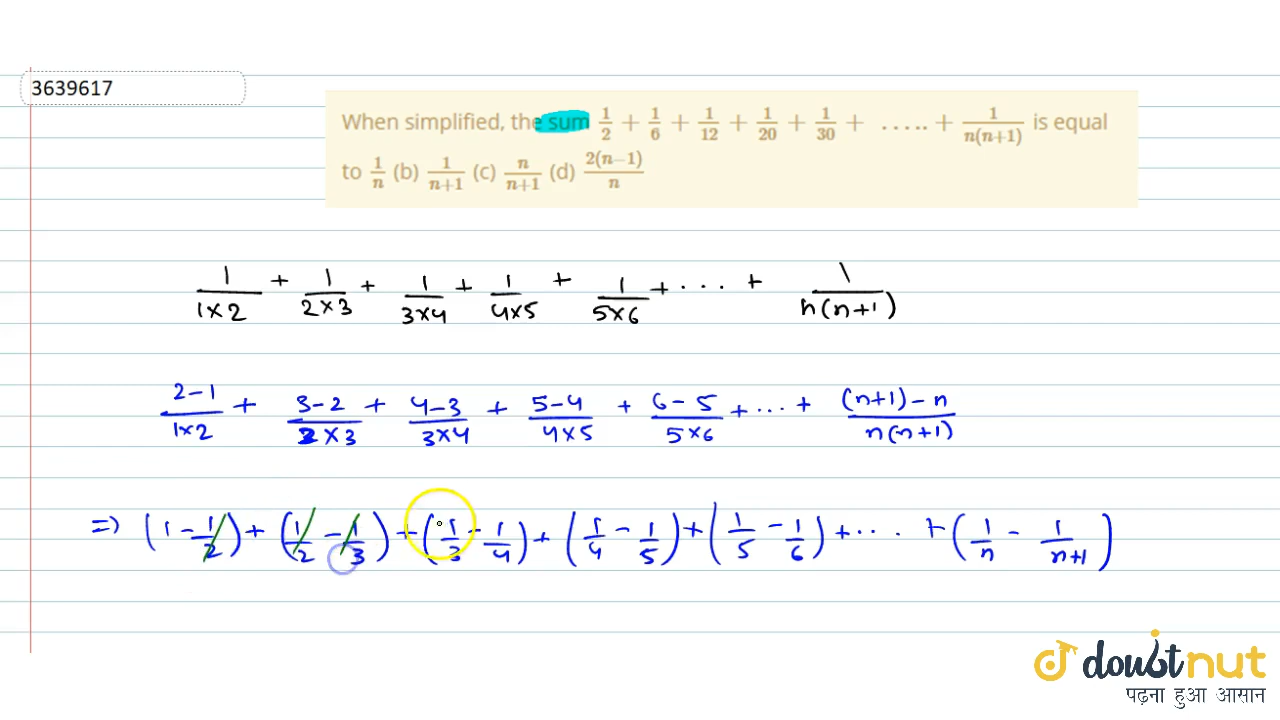 3639617
When simplified, the sum 1/2 + 1/6 + 1/12 + 1/20 + 1/30 + ..... + 1/n(n+1) is equal
to 1/n (b) 1/n+1 (c) n/n+1 (d) 2(n−1)/n
1/1×2 + 1/2×3 + 1/3×4 + 1/4×5 + 1/5×6 + ... + 1/n(n+1)
2−1/1×2 + 3−2/2×3 + 4−3/3×4 + 5−4/4×5 + 6−5/5×6 + ... + (n+1)−n/n(n+1)
=) (1 − 1/2) + (1/2 − 1/3) + (1/3 − 1/4) + (1/4 − 1/5) + (1/5 − 1/6) + ... + (1/n − 1/n+1)
doubtnut
पढ़ना हुआ आसान